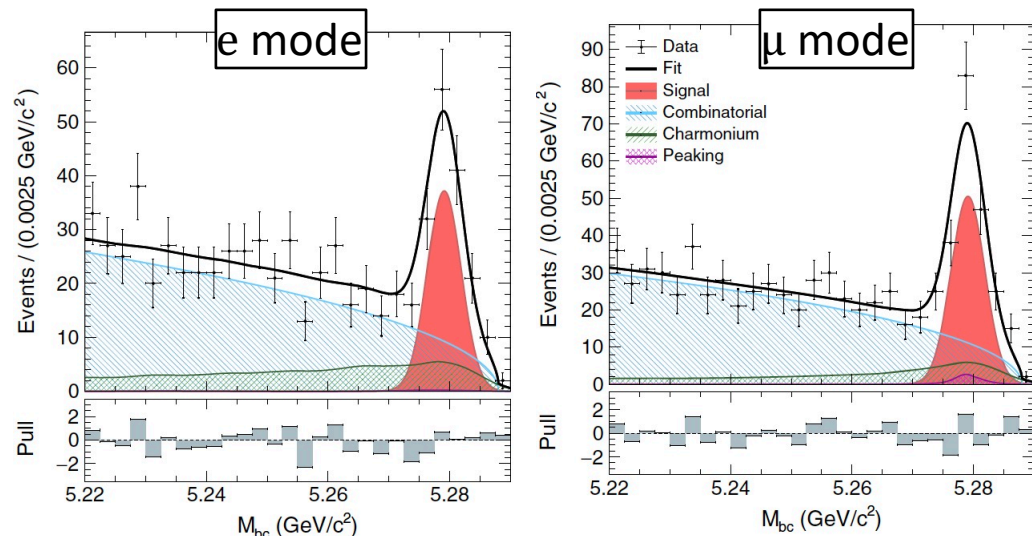 e mode
Events / (0.0025 GeV/c²)
60
50
40
30
20
10
0
Pull
2
0
−2
5.22
5.24
5.26
5.28
M_bc (GeV/c²)
μ mode
Data
Fit
Signal
Combinatorial
Charmonium
Peaking
Events / (0.0025 GeV/c²)
90
80
70
60
50
40
30
20
10
0
Pull
2
0
−2
5.22
5.24
5.26
5.28
M_bc (GeV/c²)